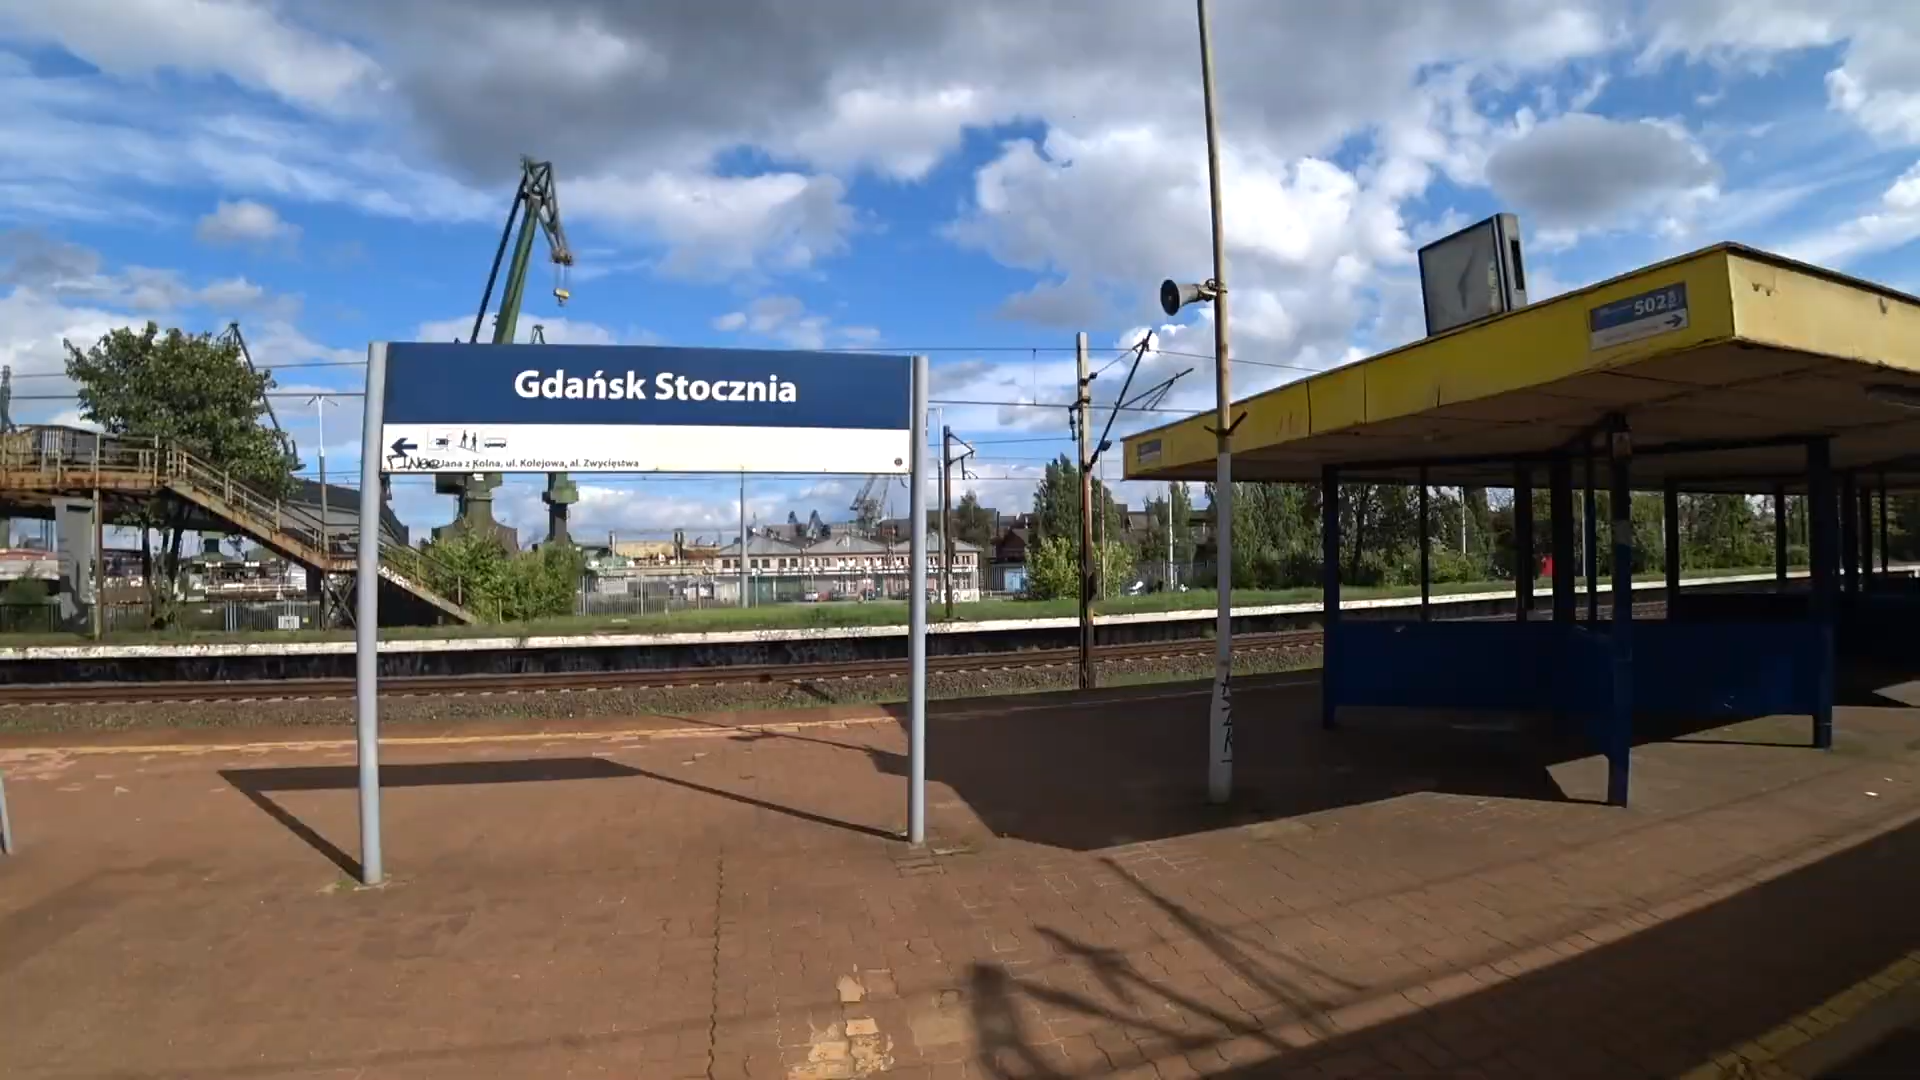 Gdańsk Stocznia
Jana z Kolna, ul. Kolejowa, al. Zwycięstwa
502